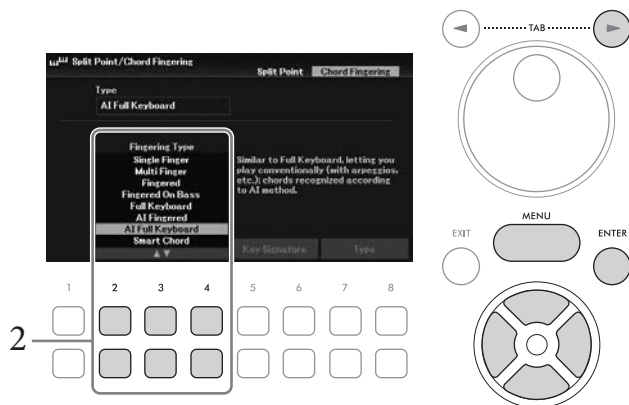 TAB
Split Point/Chord Fingering
Split Point Chord Fingering
Type
AI Full Keyboard
Fingering Type
Single Finger
Multi Finger
Fingered
Fingered On Bass
Full Keyboard
AI Fingered
AI Full Keyboard
Smart Chord
Similar to Full Keyboard, letting you
play conventionally (with arpeggios,
etc.); chords recognized according
to AI method.
Key Signature Type
MENU
EXIT
ENTER
1 2 3 4 5 6 7 8
2